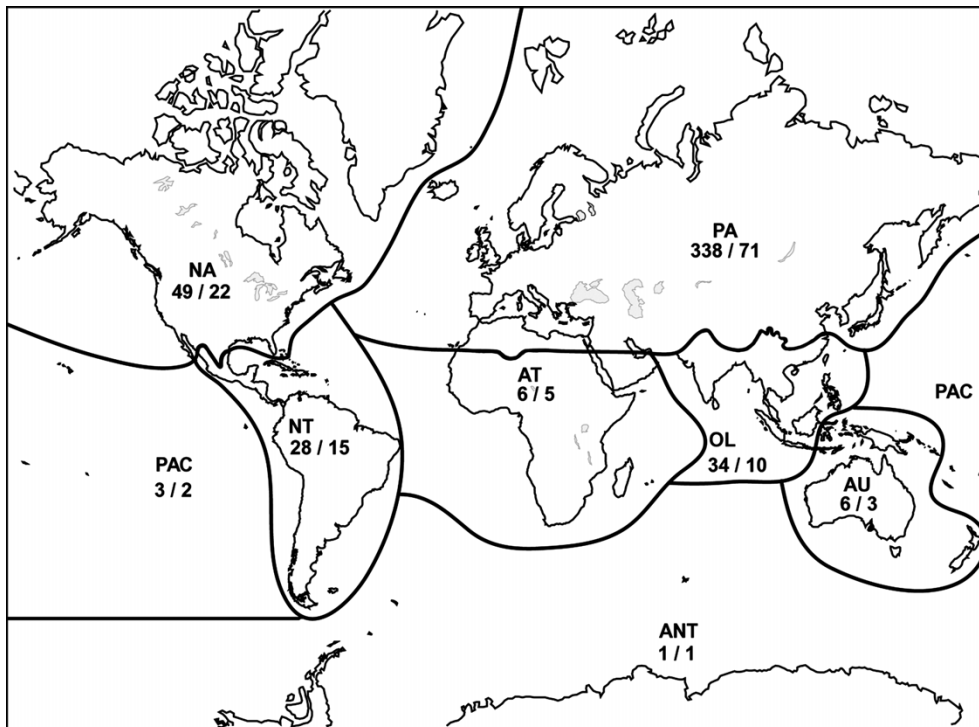 PA
338 / 71
NA
49 / 22
AT
6 / 5
PAC
NT
28 / 15
OL
34 / 10
PAC
3 / 2
AU
6 / 3
ANT
1 / 1